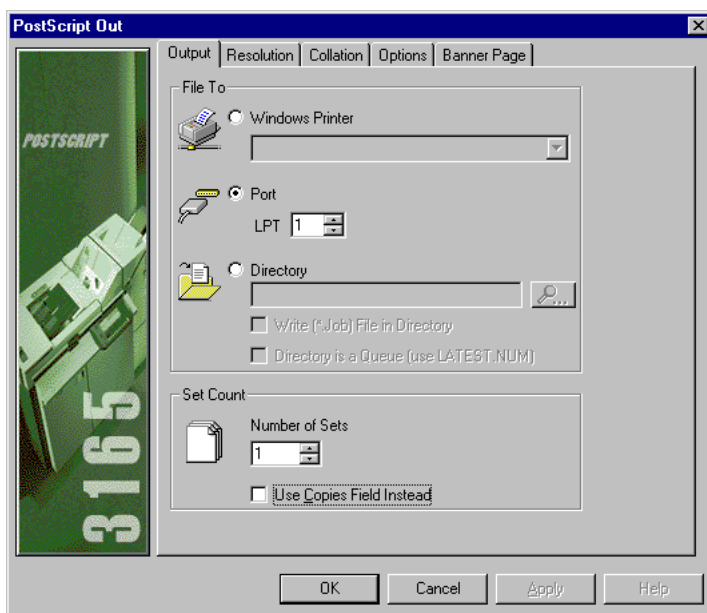 PostScript Out
Output Resolution Collation Options Banner Page
POSTSCRIPT
3165
File To
Windows Printer
Port
LPT 1
Directory
...
Write (*.Job) File in Directory
Directory is a Queue (use LATEST.NUM)
Set Count
Number of Sets
1
Use Copies Field Instead
OK Cancel Apply Help